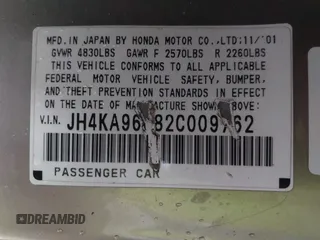 MFD.IN JAPAN BY HONDA MOTOR CO.,LTD:11/'01
GVWR 4830LBS GAWR F 2570LBS R 2260LBS
THIS VEHICLE CONFORMS TO ALL APPLICABLE
FEDERAL MOTOR VEHICLE SAFETY, BUMPER,
AND THEFT PREVENTION STANDARDS IN EFFECT
ON THE DATE OF MANUFACTURE SHOWN ABOVE:
V.I.N.
PASSENGER CAR
DREAMBID